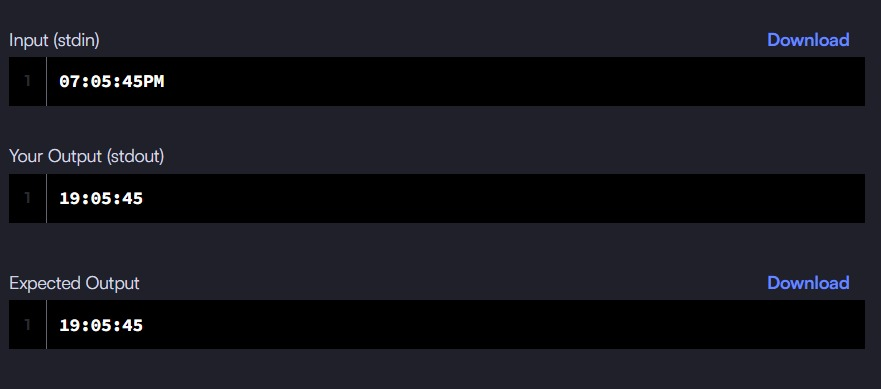 Input (stdin)
Download
1
07:05:45PM
Your Output (stdout)
1
19:05:45
Expected Output
Download
1
19:05:45